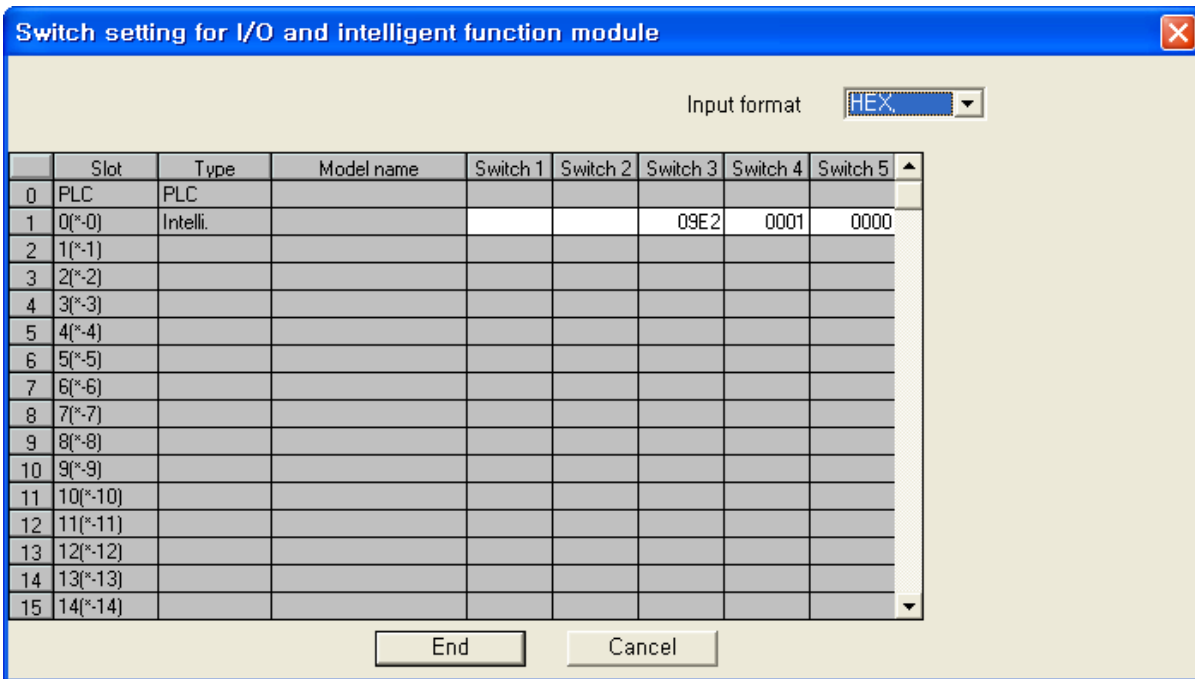 Switch setting for I/O and intelligent function module
Input format HEX.
Slot Type Model name Switch 1 Switch 2 Switch 3 Switch 4 Switch 5
0 PLC PLC
1 0(*-0) Intelli. 09E2 0001 0000
2 1(*-1)
3 2(*-2)
4 3(*-3)
5 4(*-4)
6 5(*-5)
7 6(*-6)
8 7(*-7)
9 8(*-8)
10 9(*-9)
11 10(*-10)
12 11(*-11)
13 12(*-12)
14 13(*-13)
15 14(*-14)
End Cancel